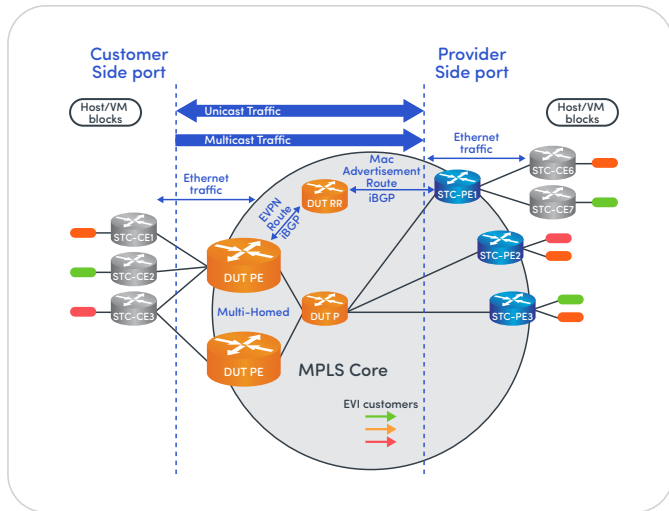 Customer
Side port
Provider
Side port
Host/VM
blocks
Host/VM
blocks
Unicast Traffic
Multicast Traffic
Ethernet
traffic
Mac
Advertisement
Route
iBGP
Ethernet
traffic
EVPN
Route
iBGP
DUT RR
STC-PE1
STC-CE6
STC-CE7
STC-CE1
STC-CE2
STC-CE3
DUT PE
STC-PE2
Multi-Homed
DUT P
STC-PE3
DUT PE
MPLS Core
EVI customers